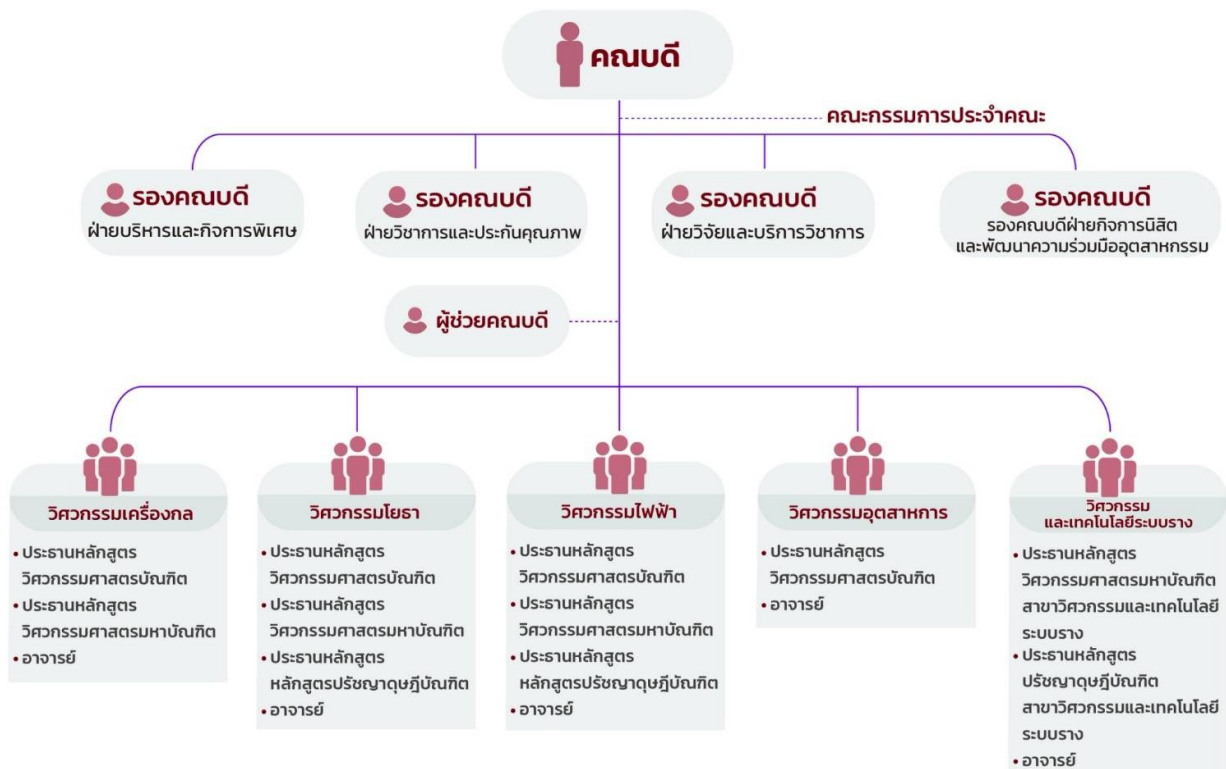 คณบดี
คณะกรรมการประจำคณะ
รองคณบดี
ฝ่ายบริหารและกิจการพิเศษ
รองคณบดี
ฝ่ายวิชาการและประกันคุณภาพ
รองคณบดี
ฝ่ายวิจัยและบริการวิชาการ
รองคณบดี
รองคณบดีฝ่ายกิจการนิสิต
และพัฒนาความร่วมมืออุตสาหกรรม
ผู้ช่วยคณบดี
วิศวกรรมเครื่องกล
• ประธานหลักสูตร
วิศวกรรมศาสตรบัณฑิต
• ประธานหลักสูตร
วิศวกรรมศาสตรมหาบัณฑิต
• อาจารย์
วิศวกรรมโยธา
• ประธานหลักสูตร
วิศวกรรมศาสตรบัณฑิต
• ประธานหลักสูตร
วิศวกรรมศาสตรมหาบัณฑิต
• ประธานหลักสูตร
หลักสูตรปรัชญาดุษฎีบัณฑิต
• อาจารย์
วิศวกรรมไฟฟ้า
• ประธานหลักสูตร
วิศวกรรมศาสตรบัณฑิต
• ประธานหลักสูตร
วิศวกรรมศาสตรมหาบัณฑิต
• ประธานหลักสูตร
หลักสูตรปรัชญาดุษฎีบัณฑิต
• อาจารย์
วิศวกรรมอุตสาหการ
• ประธานหลักสูตร
วิศวกรรมศาสตรบัณฑิต
• อาจารย์
วิศวกรรม
และเทคโนโลยีระบบราง
• ประธานหลักสูตร
วิศวกรรมศาสตรมหาบัณฑิต
สาขาวิศวกรรมและเทคโนโลยี
ระบบราง
• ประธานหลักสูตร
ปรัชญาดุษฎีบัณฑิต
สาขาวิศวกรรมและเทคโนโลยี
ระบบราง
• อาจารย์